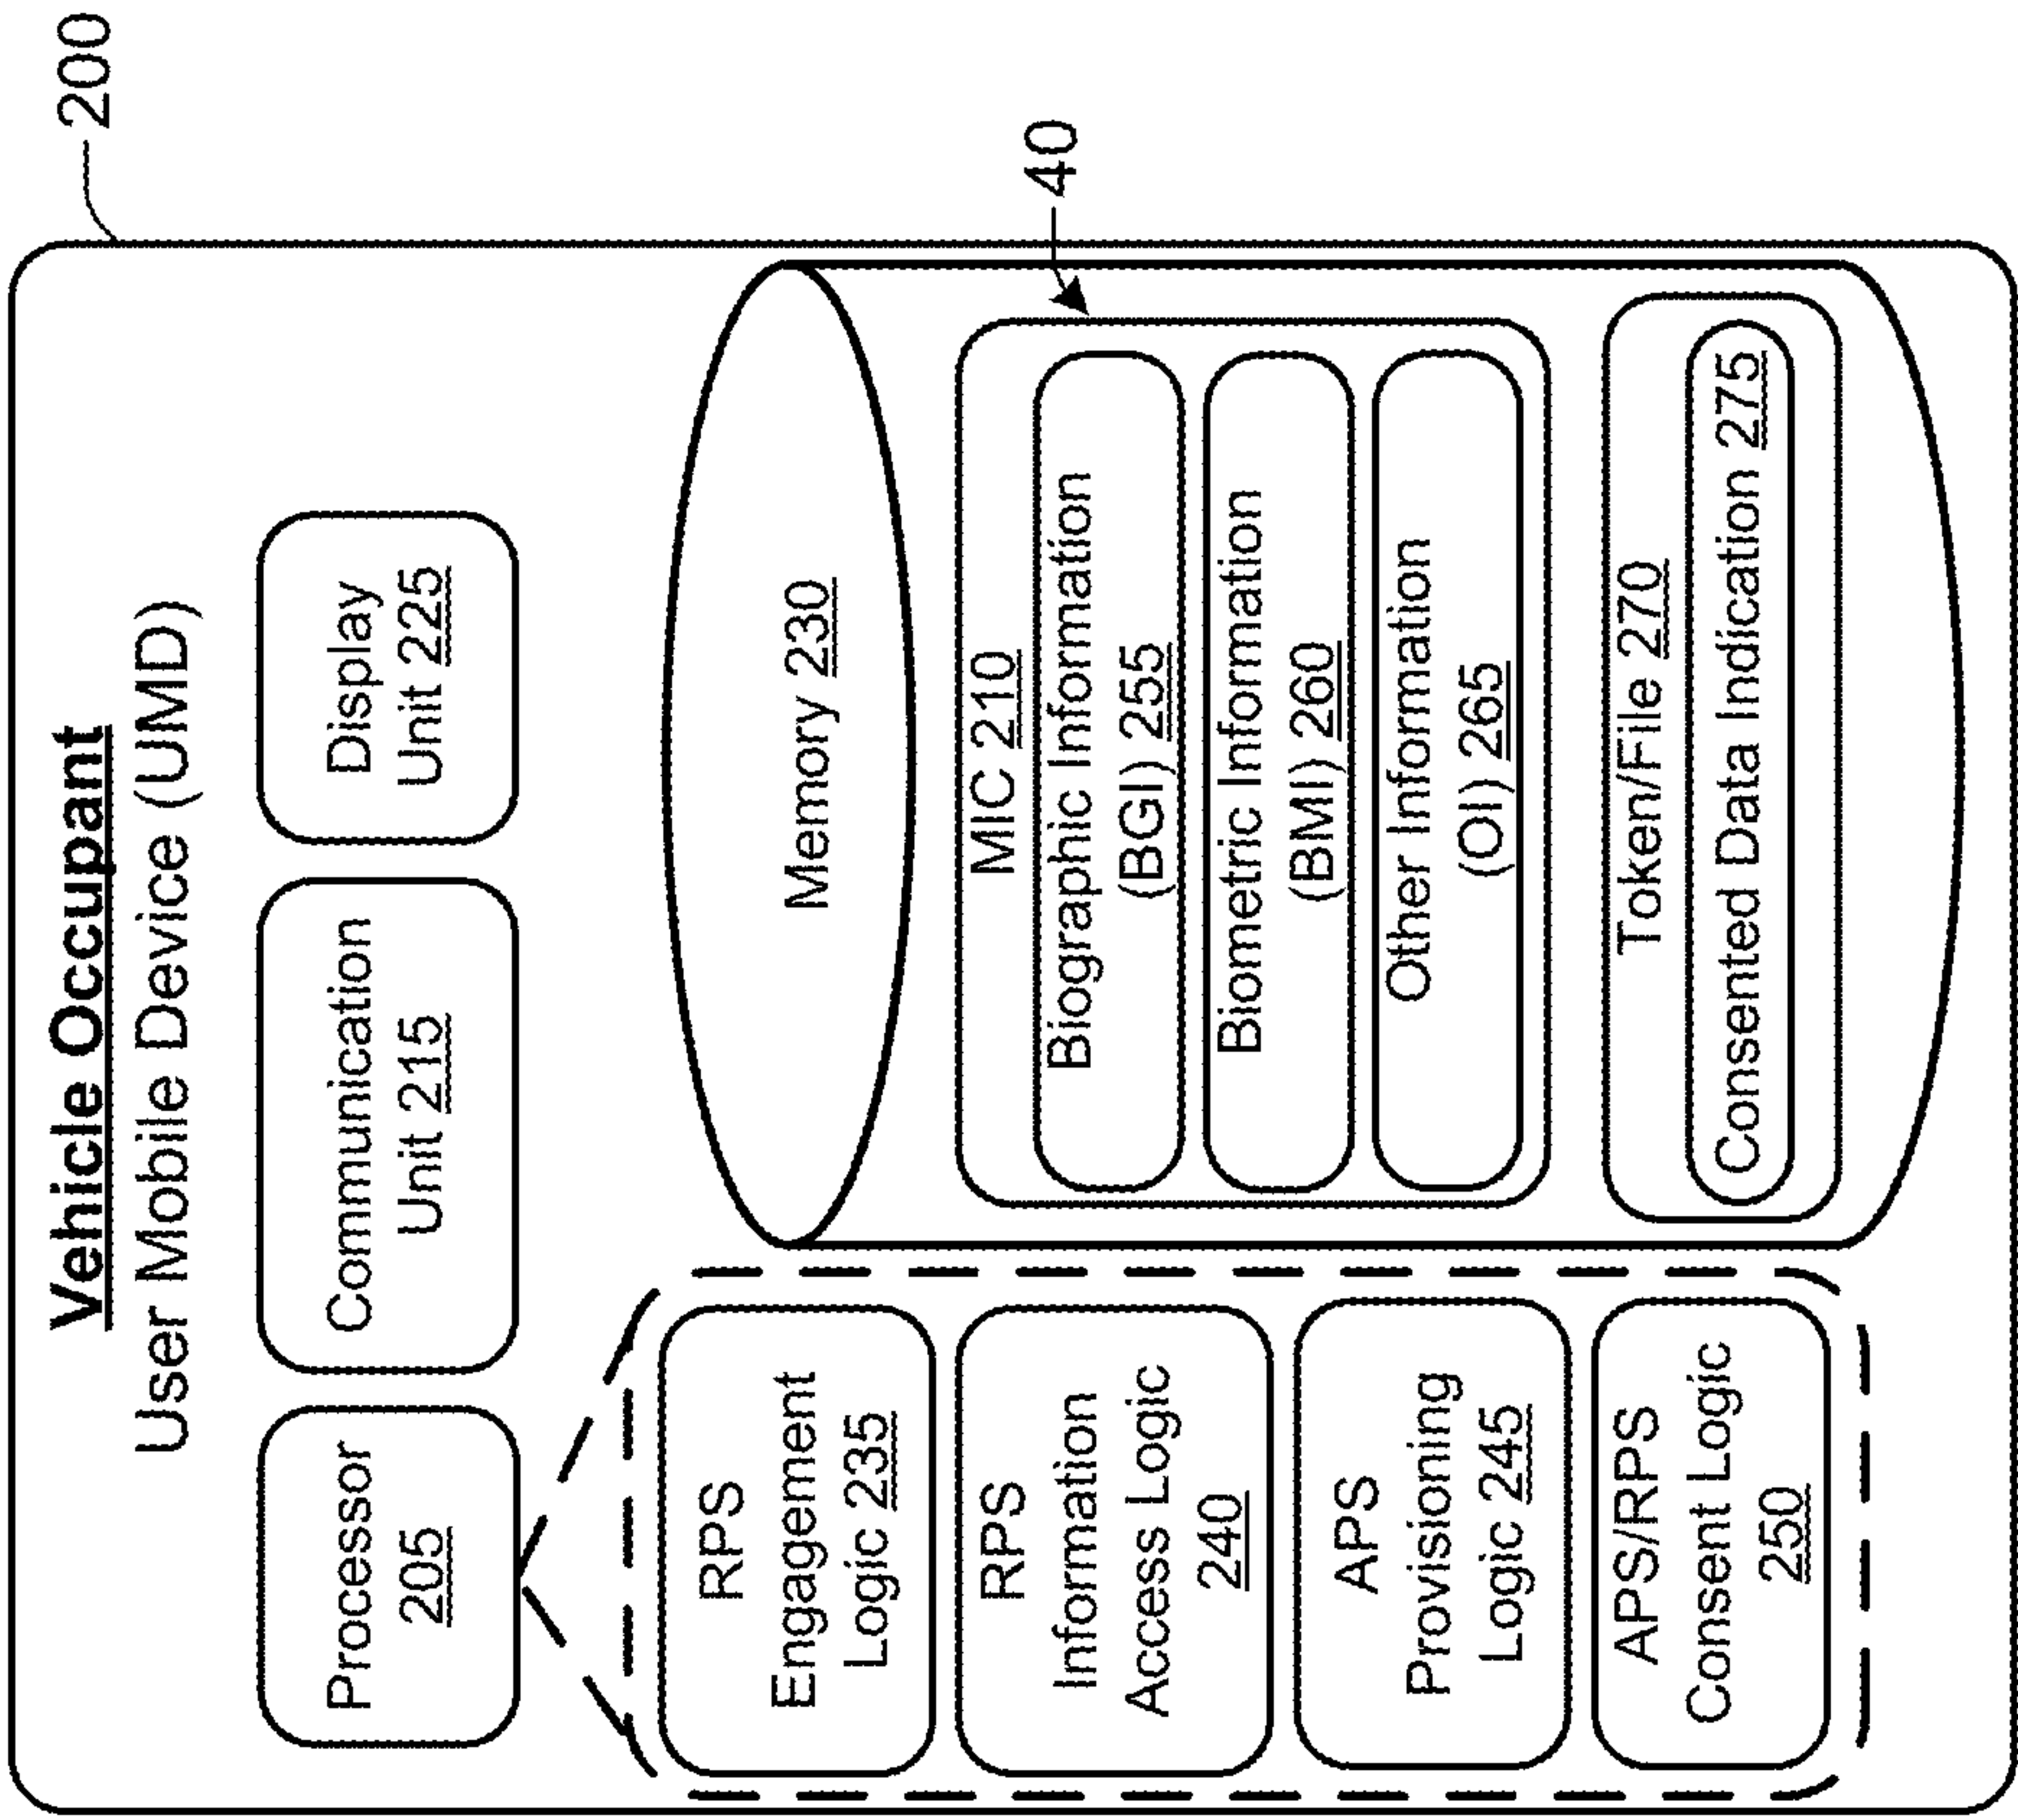 200
Vehicle Occupant
User Mobile Device (UMD)
Processor
205
Communication
Unit 215
Display
Unit 225
RPS
Engagement
Logic 235
RPS
Information
Access Logic
240
APS
Provisioning
Logic 245
APS/RPS
Consent Logic
250
Memory 230
40
MIC 210
Biographic Information
(BGI) 255
Biometric Information
(BMI) 260
Other Information
(OI) 265
Token/File 270
Consented Data Indication 275